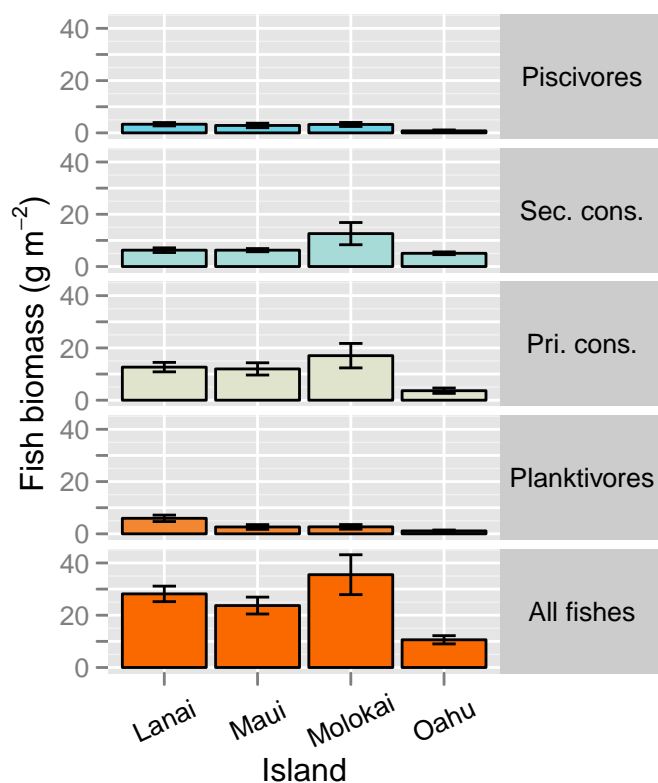 Fish biomass (g m−2)
40
20
0
Piscivores
40
20
0
Sec. cons.
40
20
0
Pri. cons.
40
20
0
Planktivores
40
20
0
All fishes
Lanai
Maui
Molokai
Oahu
Island